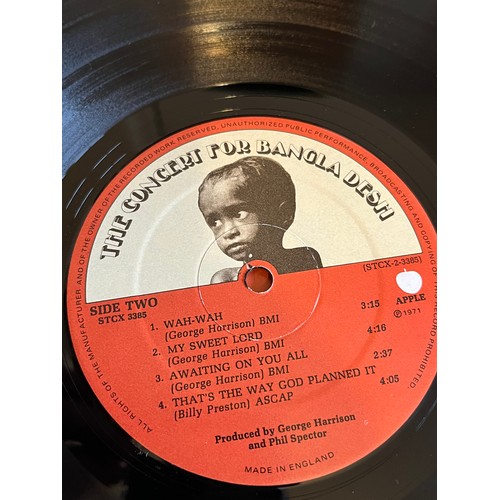 ALL RIGHTS OF THE MANUFACTURER AND OF THE OWNER OF THE RECORDED WORK RESERVED. UNAUTHORIZED PUBLIC PERFORMANCE, BROADCASTING AND COPYING OF THIS RECORD PROHIBITED.
THE CONCERT FOR BANGLA DESH
[STCX-2-3385]
SIDE TWO
STCX 3385
APPLE
℗1971
1. WAH-WAH 3:15
(George Harrison) BMI
2. MY SWEET LORD 4:16
(George Harrison) BMI
3. AWAITING ON YOU ALL 2:37
(George Harrison) BMI
4. THAT'S THE WAY GOD PLANNED IT 4:05
(Billy Preston) ASCAP
Produced by George Harrison
and Phil Spector
MADE IN ENGLAND